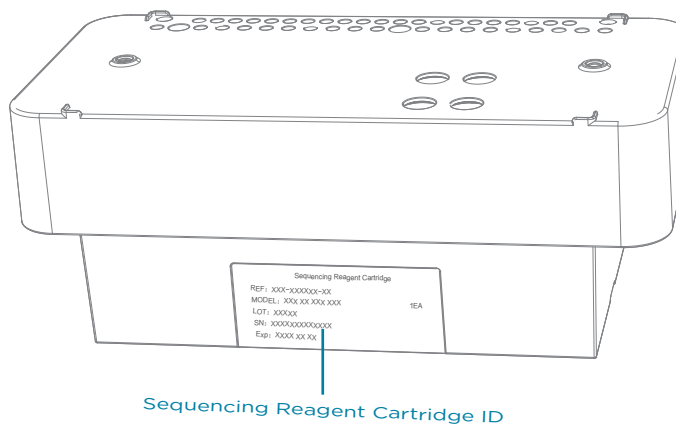 Sequencing Reagent Cartridge
REF: XXX-XXXXXX-XX
MODEL: XXX XX XXX XXX 1EA
LOT: XXXXX
SN: XXXXXXXXXXXXX
Exp: XXXX XX XX
Sequencing Reagent Cartridge ID